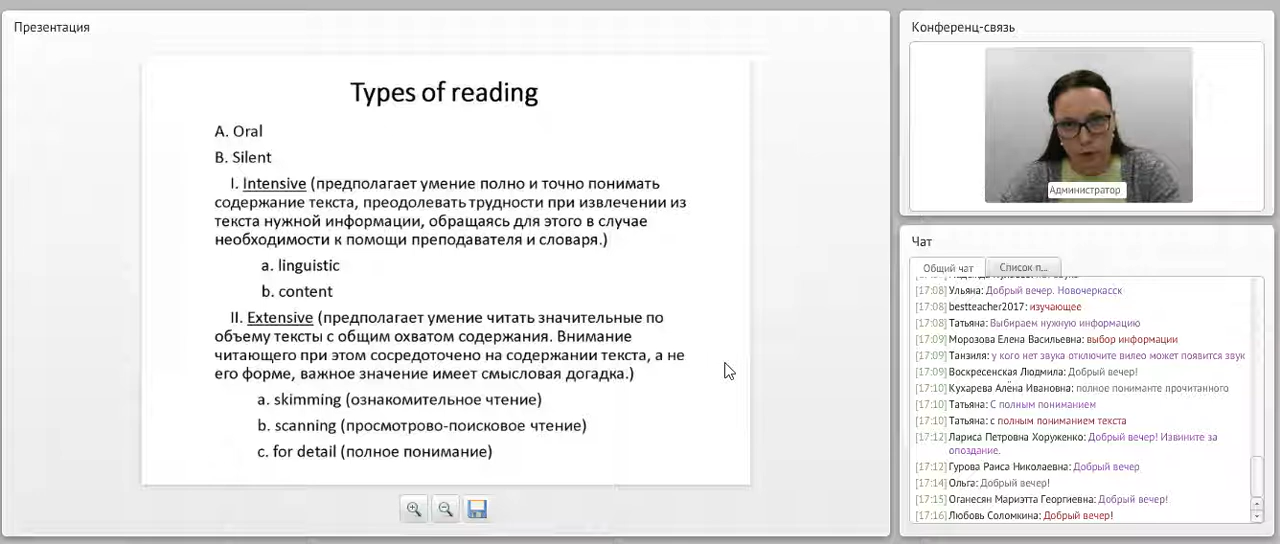 Презентация
Types of reading
A. Oral
B. Silent
I. Intensive (предполагает умение полно и точно понимать
содержание текста, преодолевать трудности при извлечении из
текста нужной информации, обращаясь для этого в случае
необходимости к помощи преподавателя и словаря.)
a. linguistic
b. content
II. Extensive (предполагает умение читать значительные по
объему тексты с общим охватом содержания. Внимание
читающего при этом сосредоточено на содержании текста, а не
его форме, важное значение имеет смысловая догадка.)
a. skimming (ознакомительное чтение)
b. scanning (просмотрово-поисковое чтение)
c. for detail (полное понимание)
Конференц-связь
Администратор
Чат
Общий чат
Список п...
[17:08] Ульяна: Добрый вечер. Новочеркасск
[17:08] bestteacher2017: изучающее
[17:08] Татьяна: Выбираем нужную информацию
[17:09] Морозова Елена Васильевна: выбор информации
[17:09] Танзиля: у кого нет звука отключите вилео может появится звук
[17:09] Воскресенская Людмила: Добрый вечер!
[17:10] Кухарева Алёна Ивановна: полное пониманте прочитанного
[17:10] Татьяна: С полным пониманием
[17:10] Татьяна: с полным пониманием текста
[17:12] Лариса Петровна Хоруженко: Добрый вечер! Извините за
опоздание.
[17:12] Гурова Раиса Николаевна: Добрый вечер
[17:14] Ольга: Добрый вечер!
[17:15] Оганесян Мариэтта Георгиевна: Добрый вечер!
[17:16] Любовь Соломкина: Добрый вечер!